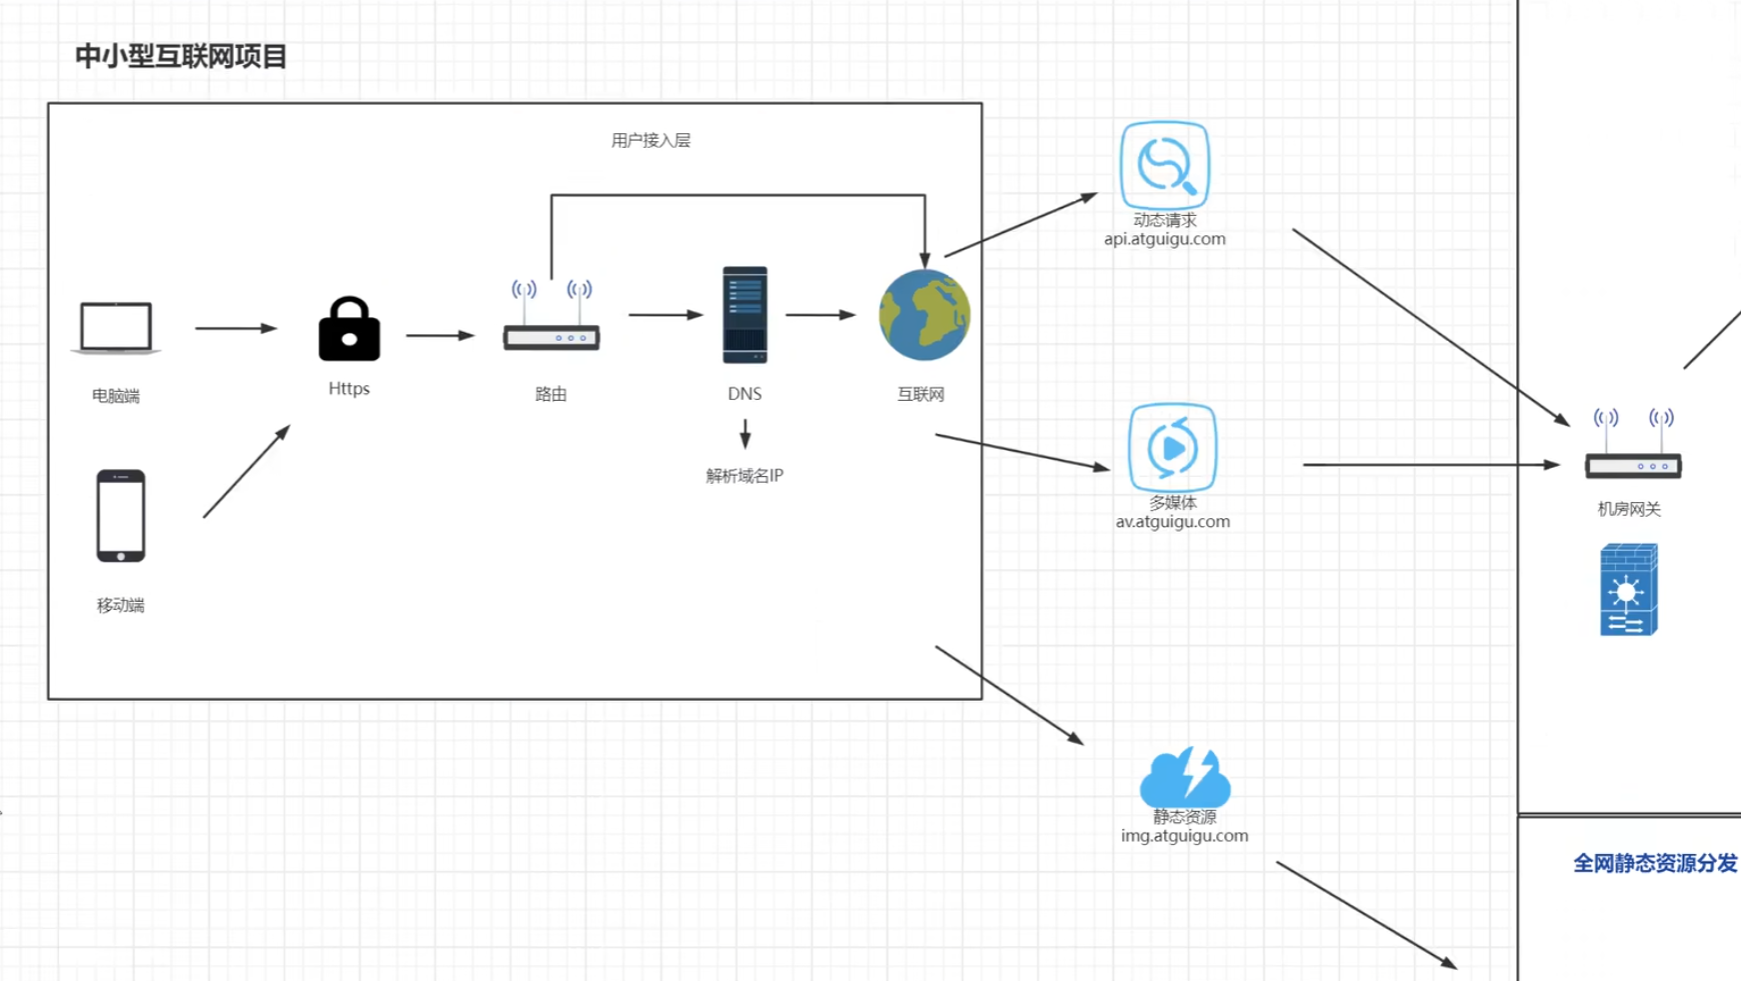 中小型互联网项目
用户接入层
电脑端
Https
路由
DNS
互联网
解析域名IP
移动端
动态请求
api.atguigu.com
多媒体
av.atguigu.com
静态资源
img.atguigu.com
机房网关
全网静态资源分发